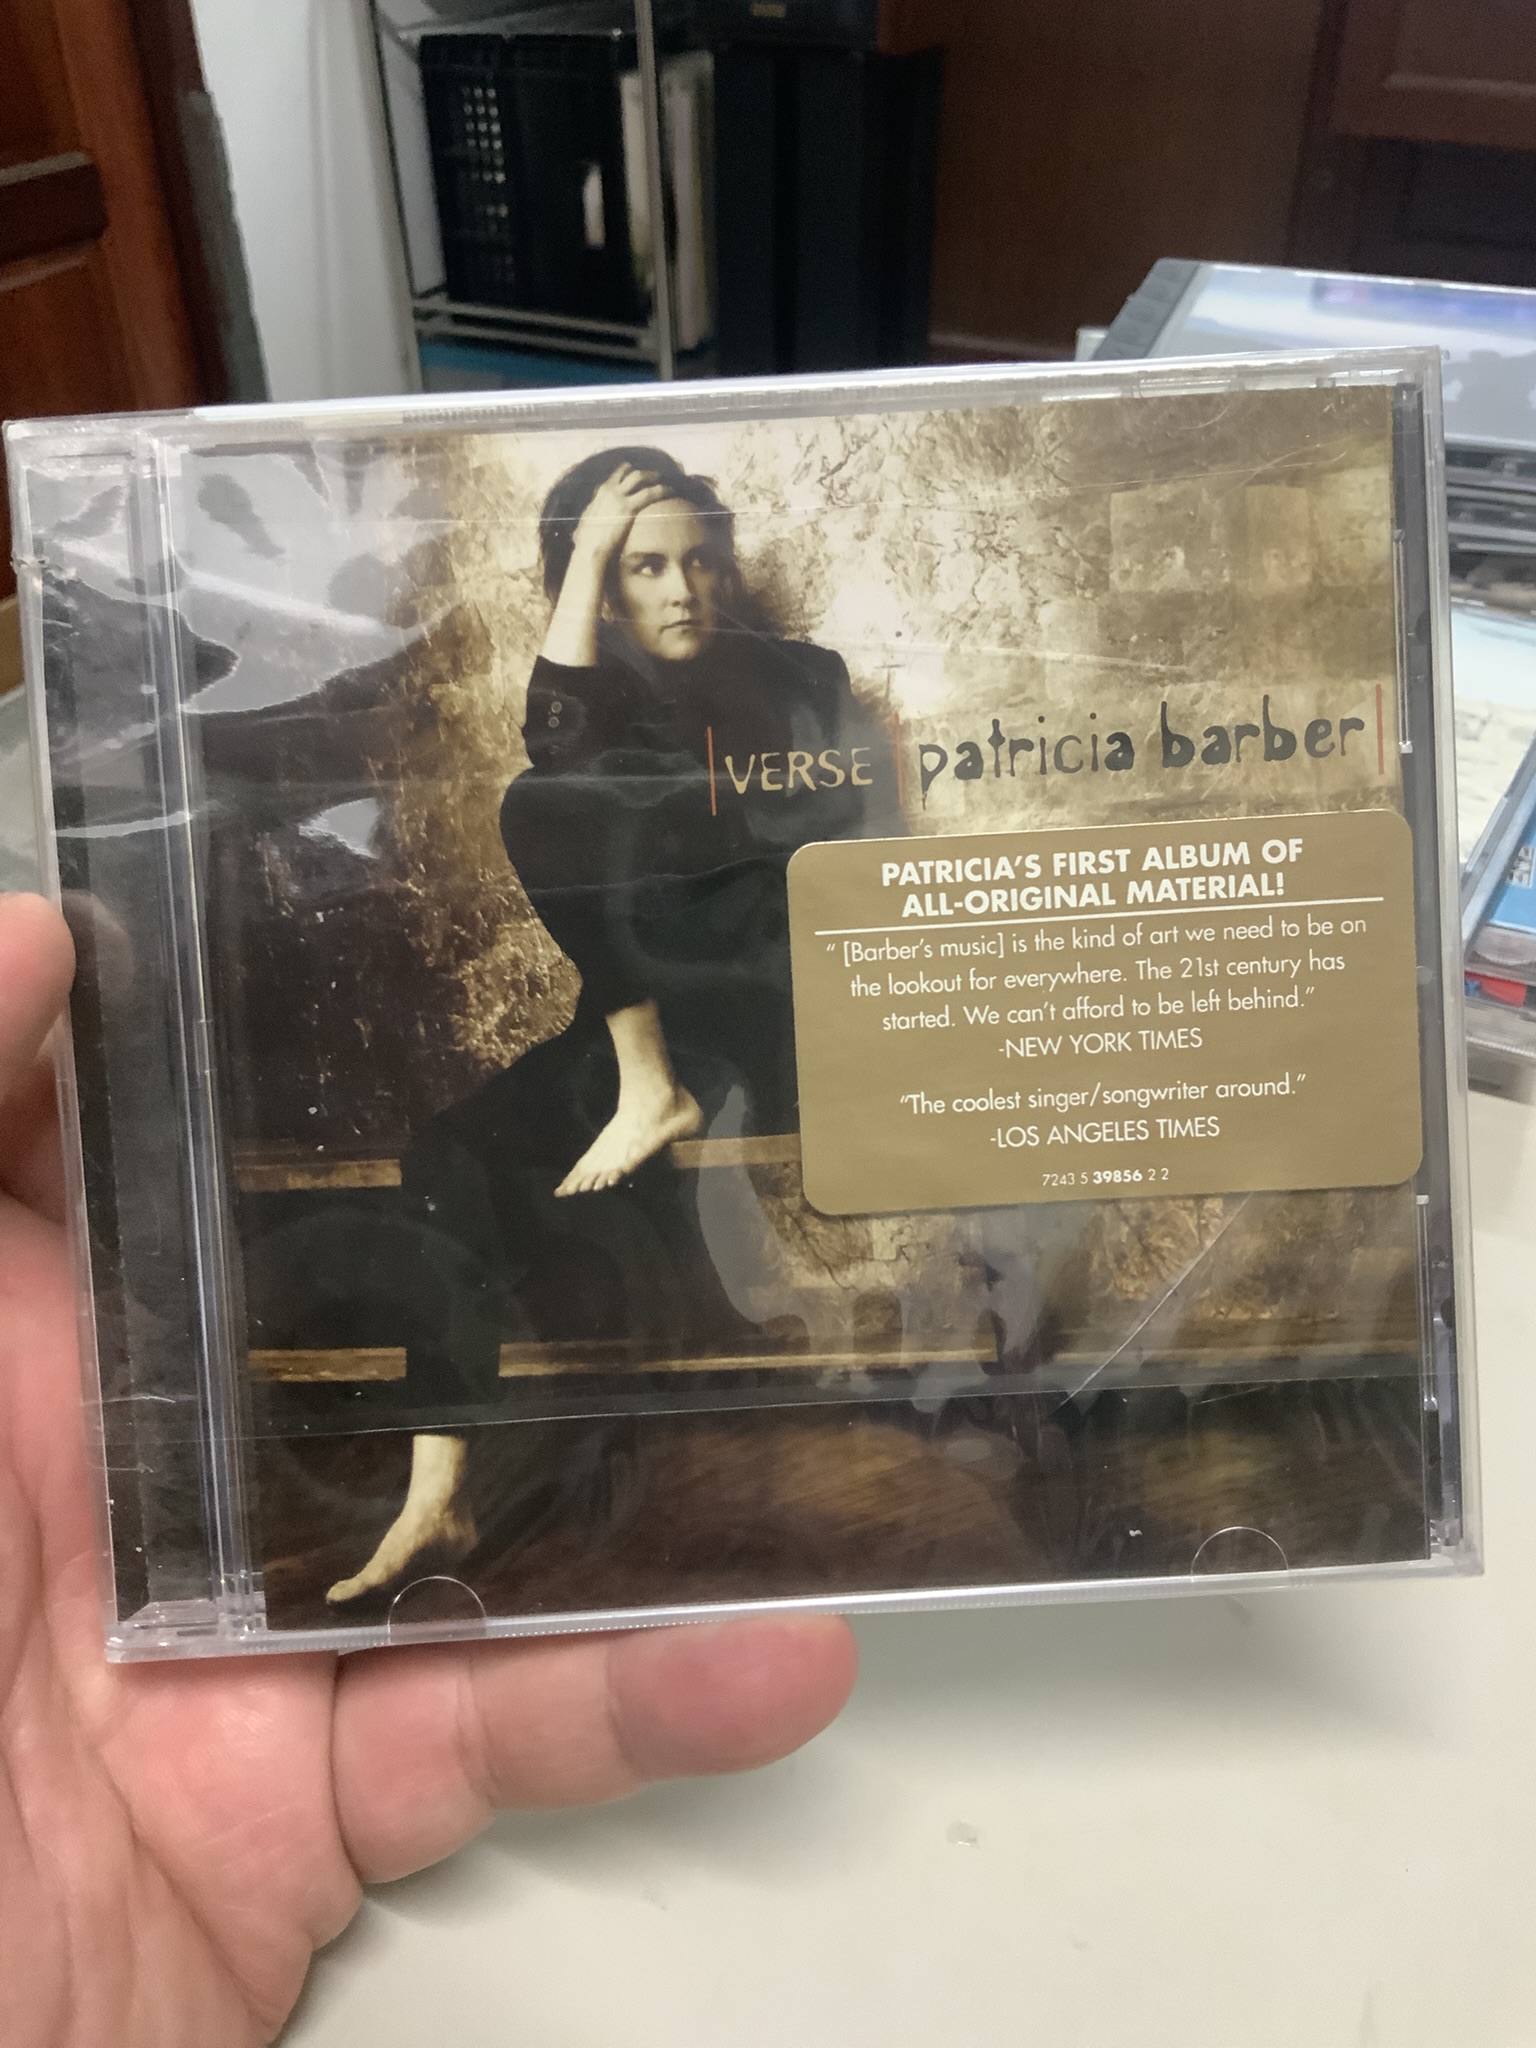 VERSE patricia barber
PATRICIA'S FIRST ALBUM OF
ALL-ORIGINAL MATERIAL!
" [Barber's music] is the kind of art we need to be on
the lookout for everywhere. The 21st century has
started. We can't afford to be left behind."
-NEW YORK TIMES
"The coolest singer/songwriter around."
-LOS ANGELES TIMES
7243 5 39856 2 2